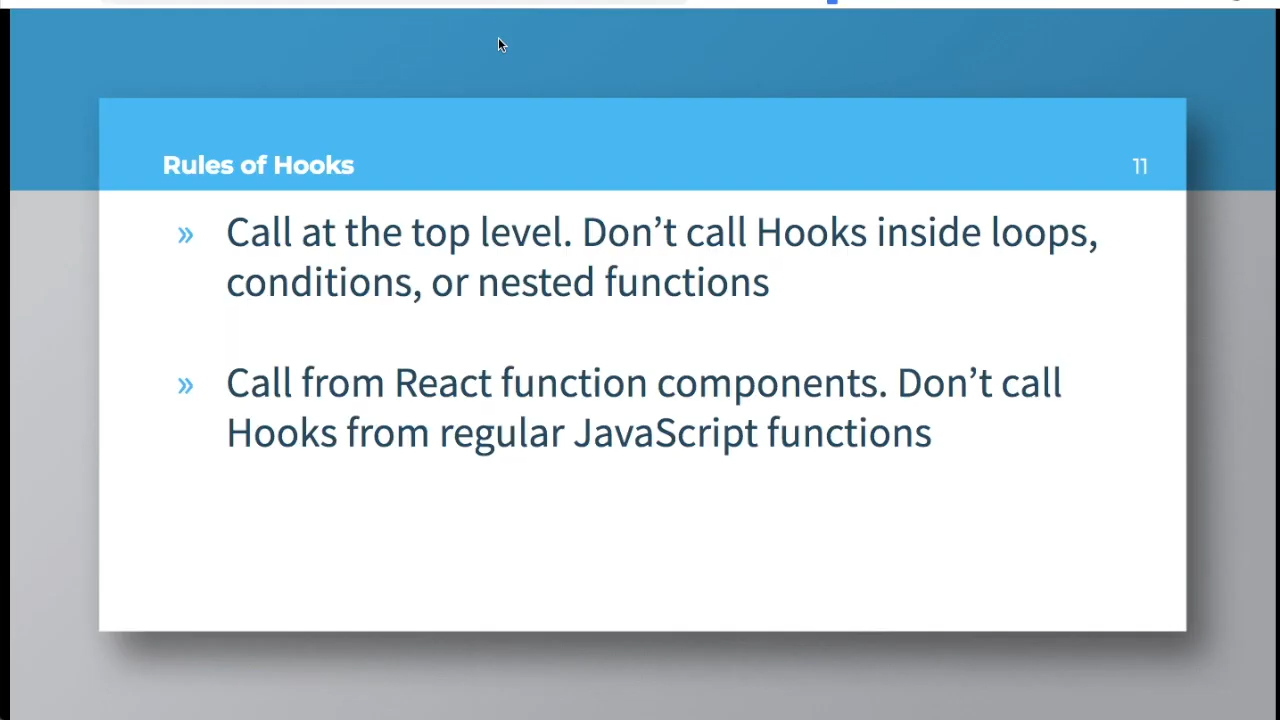 Rules of Hooks
11
» Call at the top level. Don’t call Hooks inside loops,
conditions, or nested functions
» Call from React function components. Don’t call
Hooks from regular JavaScript functions